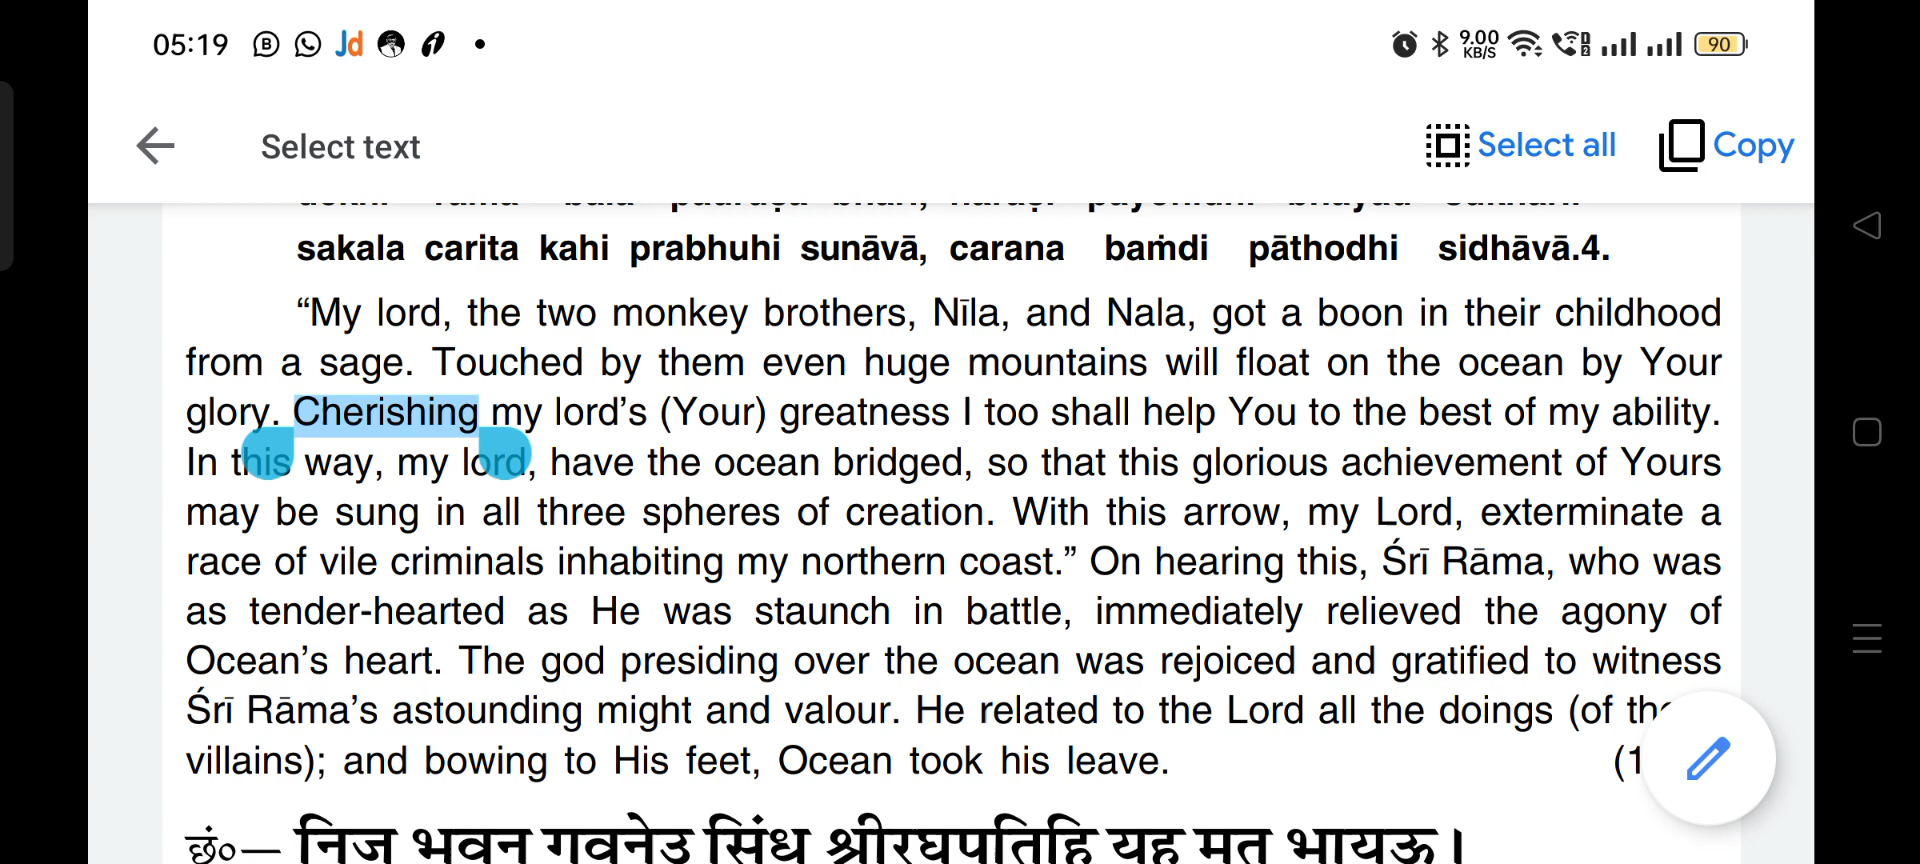 05:19 9.00 KB/S 90
Select text Select all Copy
sakala carita kahi prabhuhi sunāvā, carana baṁdi pāthodhi sidhāvā.4.
“My lord, the two monkey brothers, Nīla, and Nala, got a boon in their childhood
from a sage. Touched by them even huge mountains will float on the ocean by Your
glory. Cherishing my lord’s (Your) greatness I too shall help You to the best of my ability.
In this way, my lord, have the ocean bridged, so that this glorious achievement of Yours
may be sung in all three spheres of creation. With this arrow, my Lord, exterminate a
race of vile criminals inhabiting my northern coast.” On hearing this, Śrī Rāma, who was
as tender-hearted as He was staunch in battle, immediately relieved the agony of
Ocean’s heart. The god presiding over the ocean was rejoiced and gratified to witness
Śrī Rāma’s astounding might and valour. He related to the Lord all the doings (of
villains); and bowing to His feet, Ocean took his leave. (1
छं०— निज भवन गवनेउ सिंधु श्रीरघुपतिहि यह मत भायऊ।